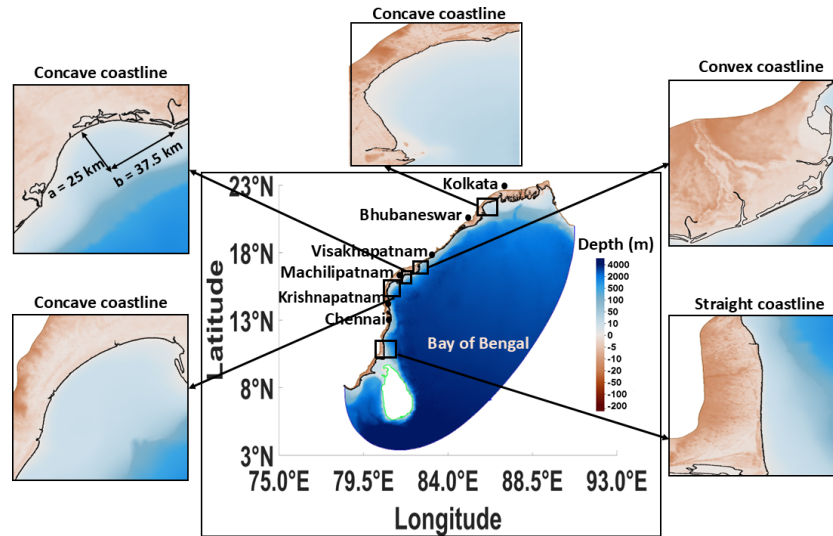 Concave coastline
Concave coastline
Convex coastline
a = 25 km
b = 37.5 km
23°N
18°N
13°N
8°N
3°N
Latitude
Kolkata
Bhubaneswar
Visakhapatnam
Machilipatnam
Krishnapatnam
Chennai
Bay of Bengal
Depth (m)
4000
2000
500
100
50
10
0
-5
-10
-20
-50
-100
-200
Concave coastline
Straight coastline
75.0°E
79.5°E
84.0°E
88.5°E
93.0°E
Longitude